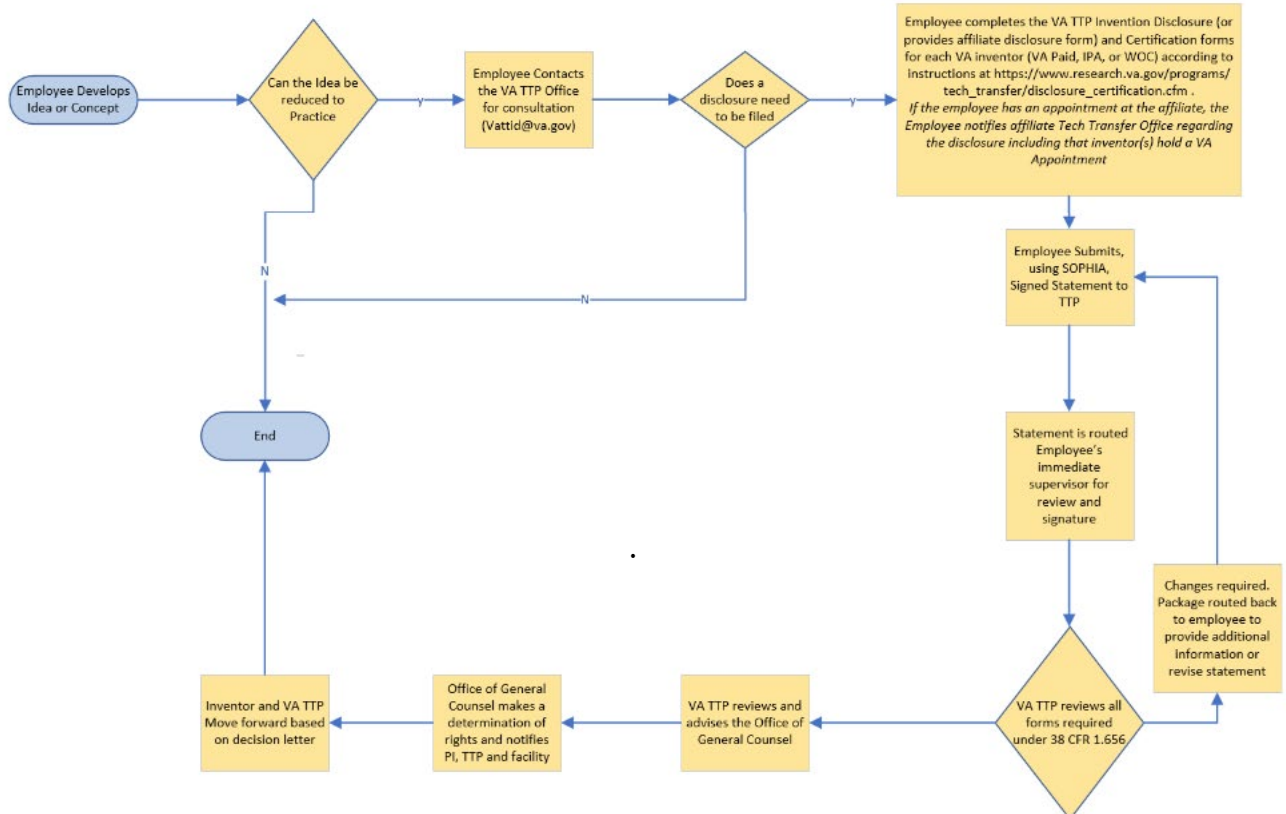 Employee Develops
Idea or Concept
Can the Idea be
reduced to
Practice
y
Employee Contacts
the VA TTP Office
for consultation
(Vattid@va.gov)
Does a
disclosure need
to be filed
y
Employee completes the VA TTP Invention Disclosure (or
provides affiliate disclosure form) and Certification forms
for each VA inventor (VA Paid, IPA, or WOC) according to
instructions at https://www.research.va.gov/programs/
tech_transfer/disclosure_certification.cfm .
If the employee has an appointment at the affiliate, the
Employee notifies affiliate Tech Transfer Office regarding
the disclosure including that inventor(s) hold a VA
Appointment
N
N
Employee Submits,
using SOPHIA,
Signed Statement to
TTP
End
Statement is routed
Employee's
immediate
supervisor for
review and
signature
Changes required.
Package routed back
to employee to
provide additional
information or
revise statement
VA TTP reviews all
forms required
under 38 CFR 1.656
VA TTP reviews and
advises the Office of
General Counsel
Office of General
Counsel makes a
determination of
rights and notifies
PI, TTP and facility
Inventor and VA TTP
Move forward based
on decision letter